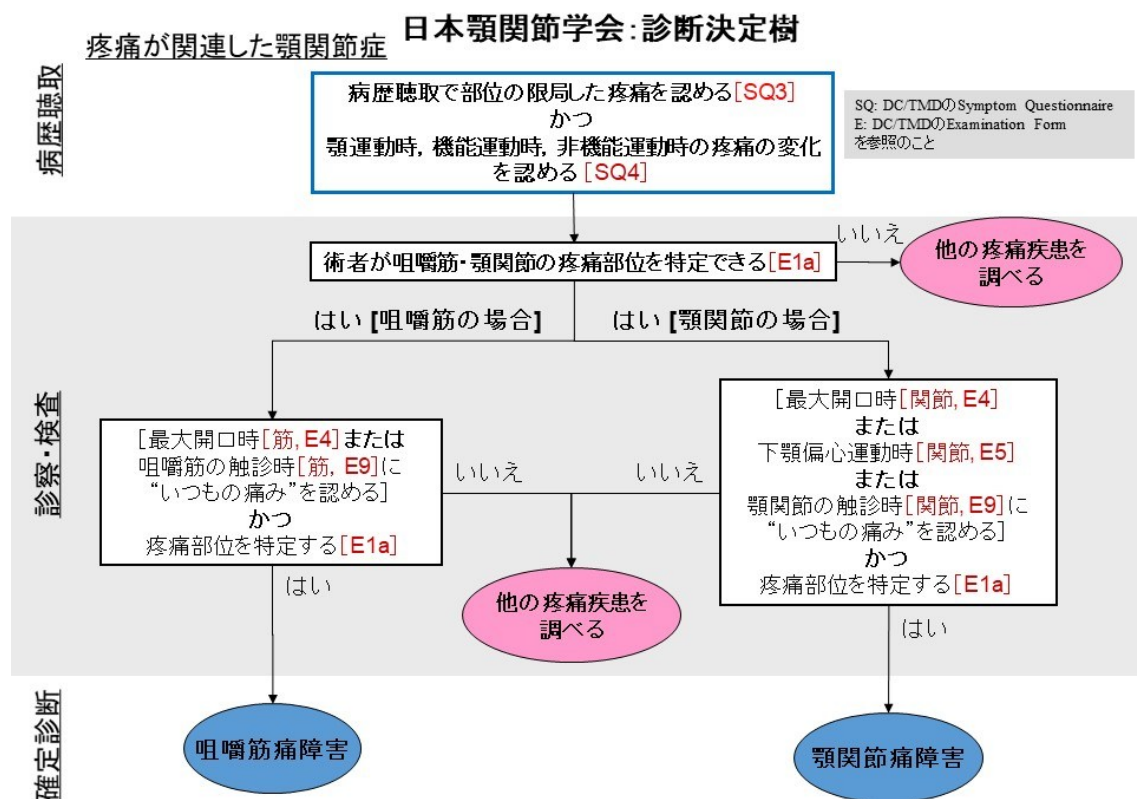 日本顎関節学会:診断決定樹
疼痛が関連した顎関節症
病歴聴取
病歴聴取で部位の限局した疼痛を認める[SQ3]
かつ
顎運動時, 機能運動時, 非機能運動時の疼痛の変化
を認める[SQ4]
SQ: DC/TMDのSymptom Questionnaire
E: DC/TMDのExamination Form
を参照のこと
診察・検査
術者が咀嚼筋・顎関節の疼痛部位を特定できる[E1a]
いいえ
他の疼痛疾患を
調べる
はい [咀嚼筋の場合]
はい [顎関節の場合]
[最大開口時[筋, E4]または
咀嚼筋の触診時[筋, E9]に
“いつもの痛み”を認める]
かつ
疼痛部位を特定する[E1a]
いいえ
いいえ
[最大開口時[関節, E4]
または
下顎偏心運動時[関節, E5]
または
顎関節の触診時[関節, E9]に
“いつもの痛み”を認める]
かつ
疼痛部位を特定する[E1a]
はい
他の疼痛疾患を
調べる
はい
確定診断
咀嚼筋痛障害
顎関節痛障害